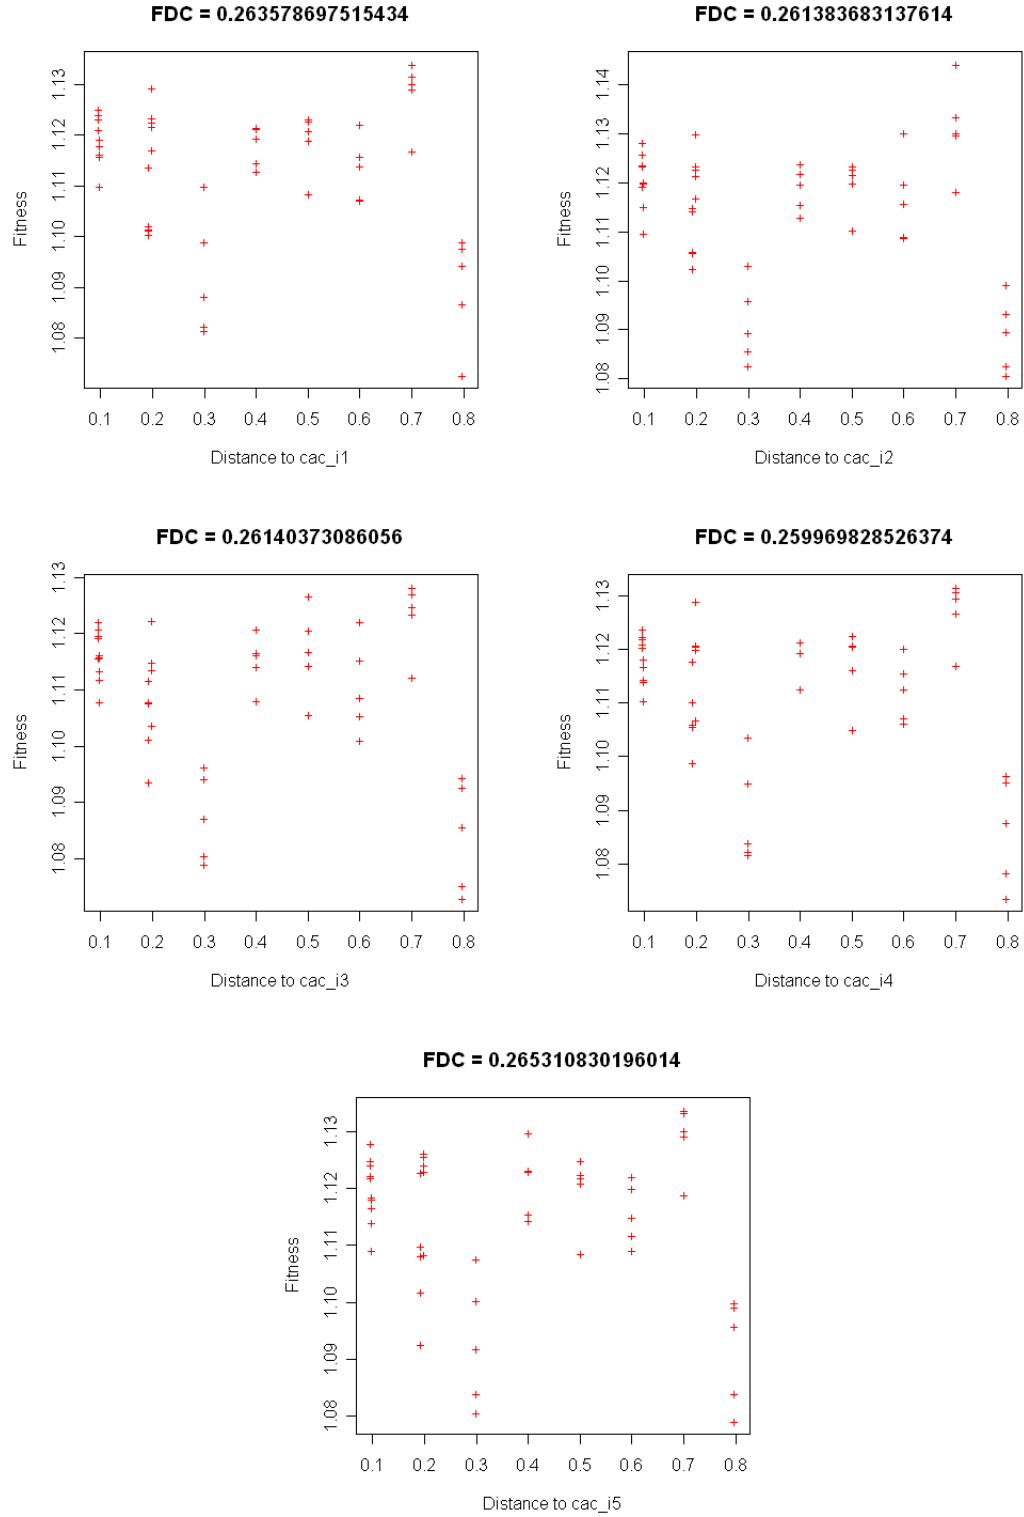 FDC = 0.263578697515434
Fitness
1.13
1.12
1.11
1.10
1.09
1.08
0.1 0.2 0.3 0.4 0.5 0.6 0.7 0.8
Distance to cac_i1
FDC = 0.261383683137614
Fitness
1.14
1.13
1.12
1.11
1.10
1.09
1.08
0.1 0.2 0.3 0.4 0.5 0.6 0.7 0.8
Distance to cac_i2
FDC = 0.26140373086056
Fitness
1.13
1.12
1.11
1.10
1.09
1.08
0.1 0.2 0.3 0.4 0.5 0.6 0.7 0.8
Distance to cac_i3
FDC = 0.259969828526374
Fitness
1.13
1.12
1.11
1.10
1.09
1.08
0.1 0.2 0.3 0.4 0.5 0.6 0.7 0.8
Distance to cac_i4
FDC = 0.265310830196014
Fitness
1.13
1.12
1.11
1.10
1.09
1.08
0.1 0.2 0.3 0.4 0.5 0.6 0.7 0.8
Distance to cac_i5